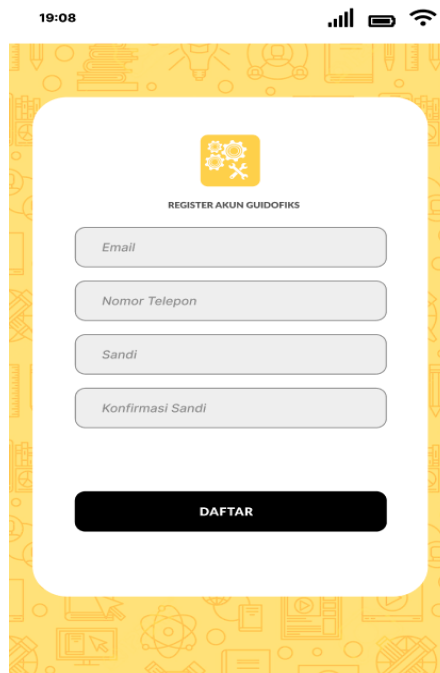 19:08
REGISTER AKUN GUIDOFIKS
Email
Nomor Telepon
Sandi
Konfirmasi Sandi
DAFTAR